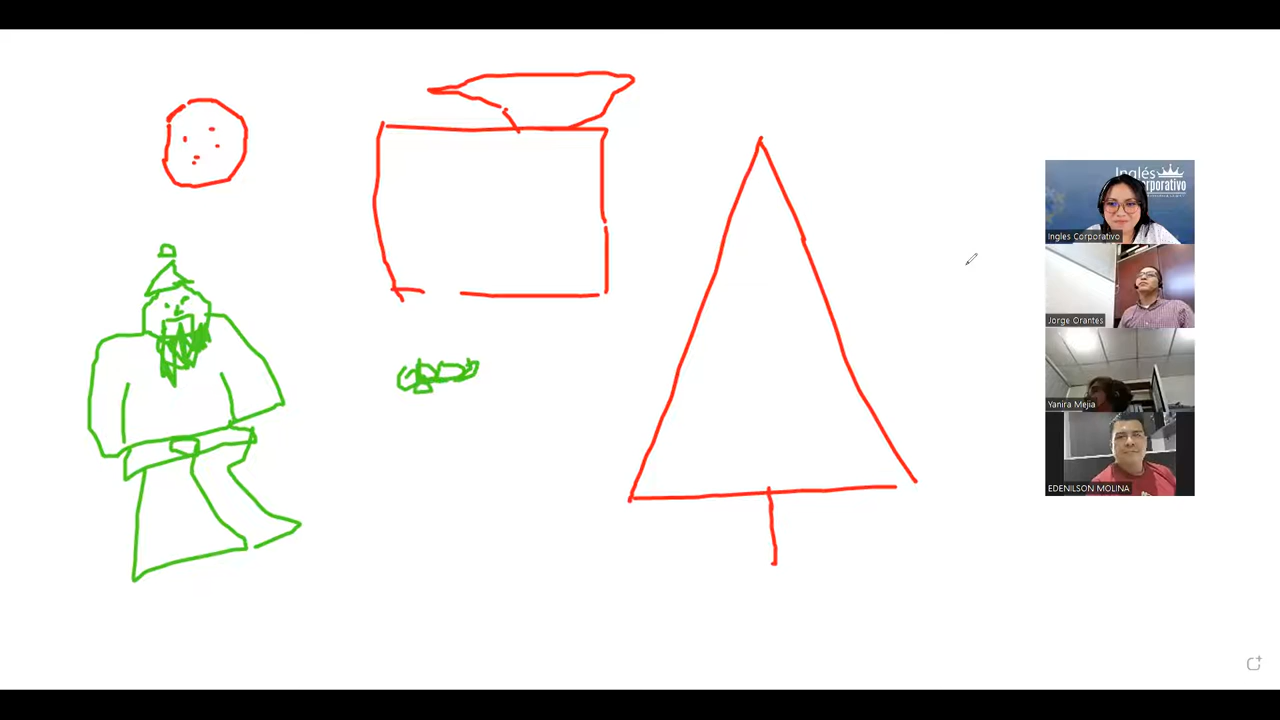 Inglés
Corporativo
Ingles Corporativo
Jorge Orantes
Yanira Mejia
EDENILSON MOLINA